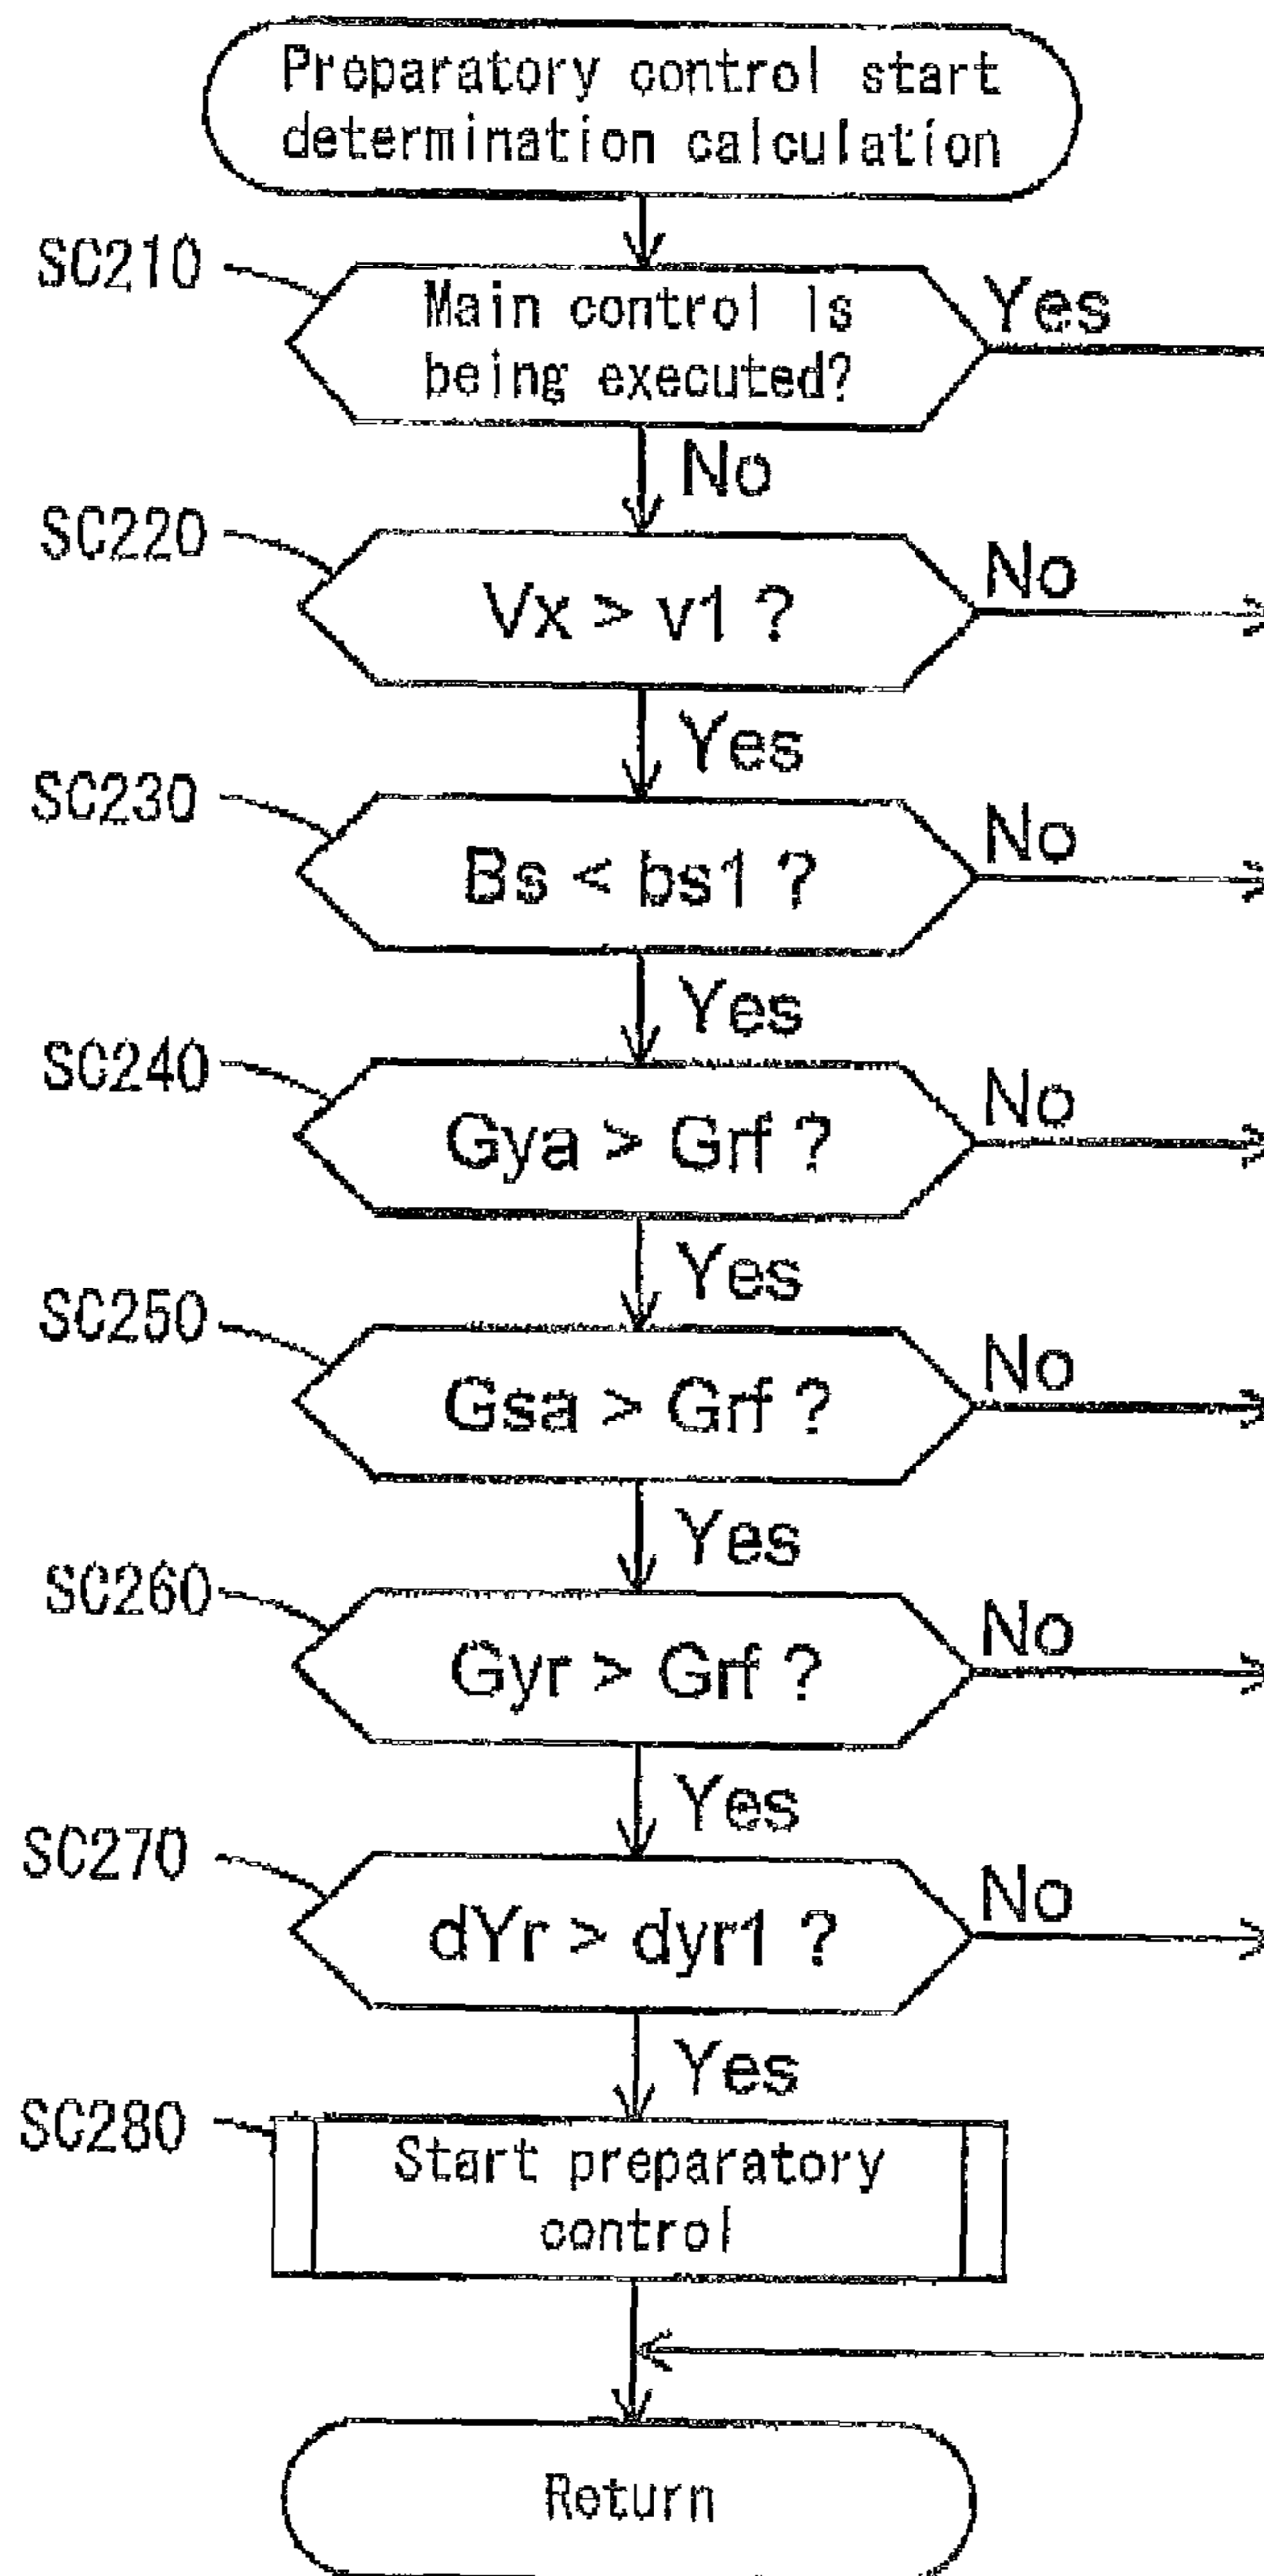 Preparatory control start
determination calculation
SC210
Main control is
being executed?
Yes
No
SC220
Vx > v1 ?
No
Yes
SC230
Bs < bs1 ?
No
Yes
SC240
Gya > Grf ?
No
Yes
SC250
Gsa > Grf ?
No
Yes
SC260
Gyr > Grf ?
No
Yes
SC270
dYr > dyr1 ?
No
Yes
SC280
Start preparatory
control
Return